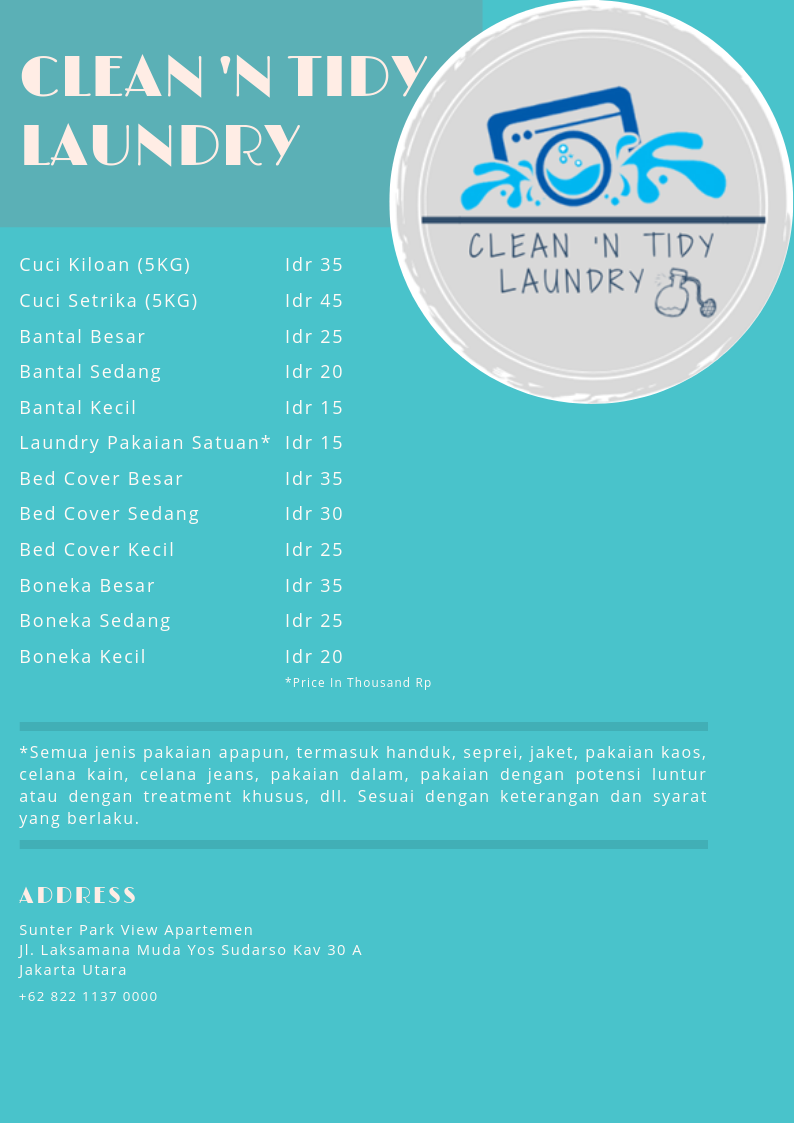 CLEAN 'N TIDY
LAUNDRY
CLEAN 'N TIDY
LAUNDRY
Cuci Kiloan (5KG) Idr 35
Cuci Setrika (5KG) Idr 45
Bantal Besar Idr 25
Bantal Sedang Idr 20
Bantal Kecil Idr 15
Laundry Pakaian Satuan* Idr 15
Bed Cover Besar Idr 35
Bed Cover Sedang Idr 30
Bed Cover Kecil Idr 25
Boneka Besar Idr 35
Boneka Sedang Idr 25
Boneka Kecil Idr 20
*Price In Thousand Rp
*Semua jenis pakaian apapun, termasuk handuk, seprei, jaket, pakaian kaos,
celana kain, celana jeans, pakaian dalam, pakaian dengan potensi luntur
atau dengan treatment khusus, dll. Sesuai dengan keterangan dan syarat
yang berlaku.
ADDRESS
Sunter Park View Apartemen
Jl. Laksamana Muda Yos Sudarso Kav 30 A
Jakarta Utara
+62 822 1137 0000